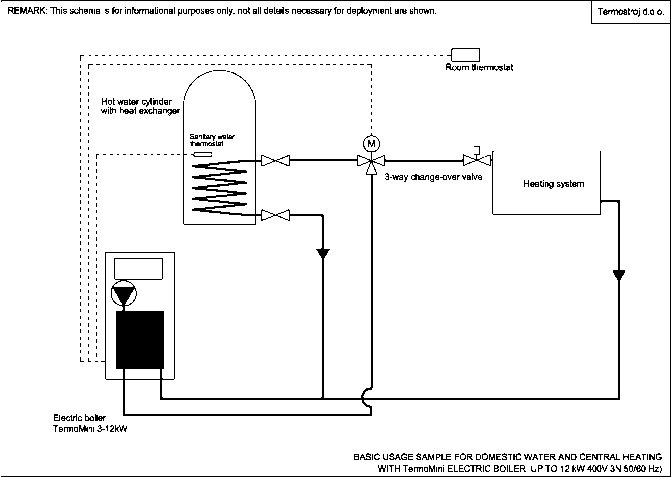 REMARK: This schema is for informational purposes only, not all details necessary for deployment are shown.
Termostroj d.o.o.
Room thermostat
Hot water cylinder
with heat exchanger
Sanitary water
thermostat
M
3-way change-over valve
Heating system
Electric boiler
TermoMini 3-12kW
BASIC USAGE SAMPLE FOR DOMESTIC WATER AND CENTRAL HEATING
WITH TermoMini ELECTRIC BOILER UP TO 12 kW 400V 3N 50/60 Hz)